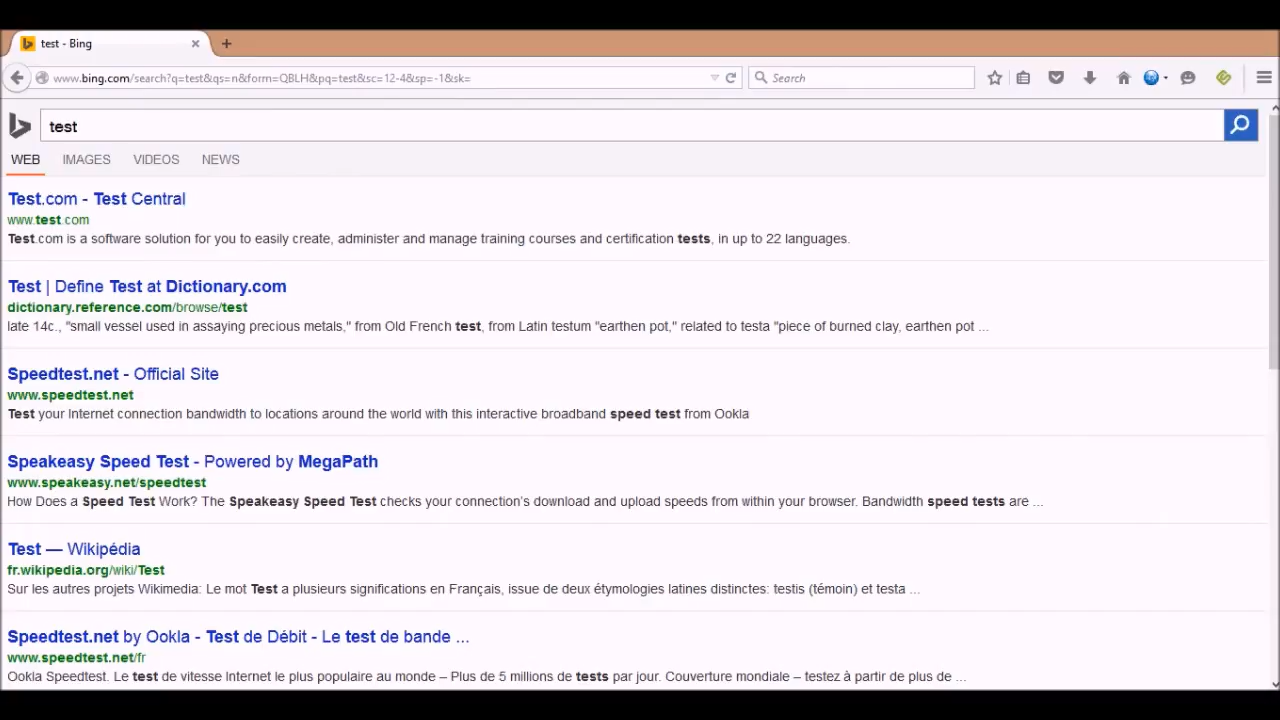 test - Bing
www.bing.com/search?q=test&qs=n&form=QBLH&pq=test&sc=12-4&sp=-1&sk=
Search
test
WEB IMAGES VIDEOS NEWS
Test.com - Test Central
www.test.com
Test.com is a software solution for you to easily create, administer and manage training courses and certification tests, in up to 22 languages.
Test | Define Test at Dictionary.com
dictionary.reference.com/browse/test
late 14c., "small vessel used in assaying precious metals," from Old French test, from Latin testum "earthen pot," related to testa "piece of burned clay, earthen pot ...
Speedtest.net - Official Site
www.speedtest.net
Test your Internet connection bandwidth to locations around the world with this interactive broadband speed test from Ookla
Speakeasy Speed Test - Powered by MegaPath
www.speakeasy.net/speedtest
How Does a Speed Test Work? The Speakeasy Speed Test checks your connection's download and upload speeds from within your browser. Bandwidth speed tests are ...
Test — Wikipédia
fr.wikipedia.org/wiki/Test
Sur les autres projets Wikimedia: Le mot Test a plusieurs significations en Français, issue de deux étymologies latines distinctes: testis (témoin) et testa ...
Speedtest.net by Ookla - Test de Débit - Le test de bande ...
www.speedtest.net/fr
Ookla Speedtest. Le test de vitesse Internet le plus populaire au monde – Plus de 5 millions de tests par jour. Couverture mondiale – testez à partir de plus de ...